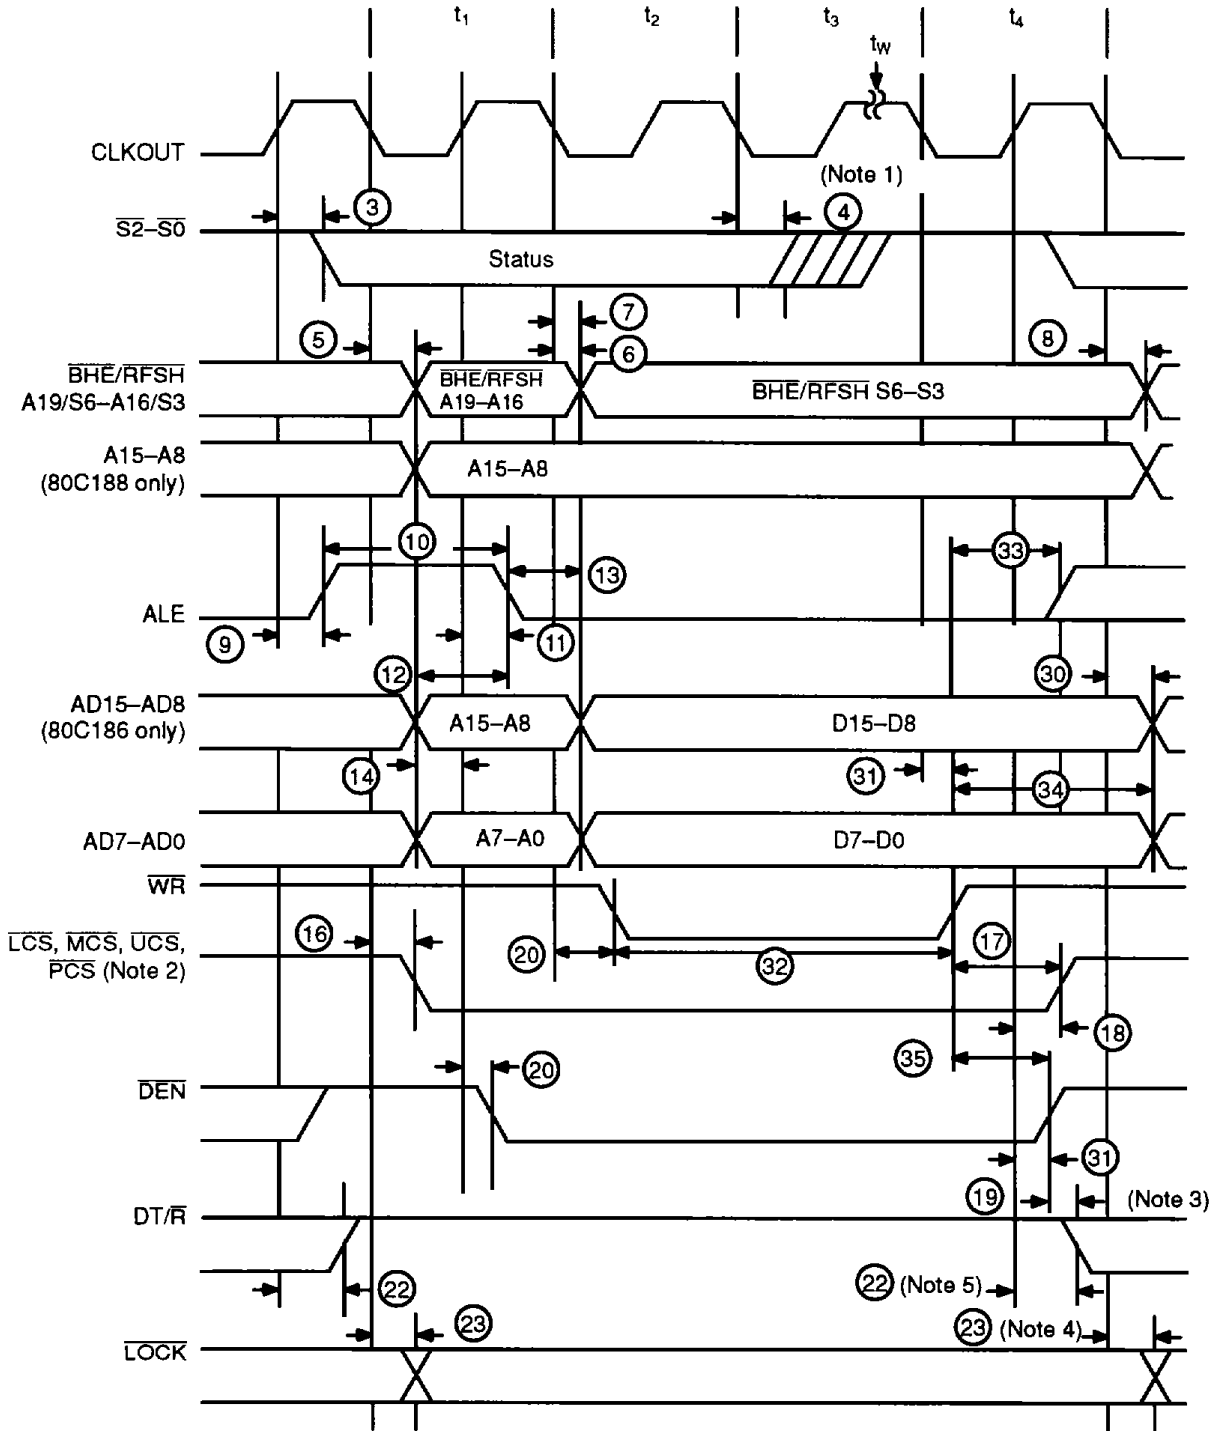 t1 t2 t3 t4
tW
CLKOUT
(Note 1)
3 4
S2–S0
Status
7
5 6 8
BHE/RFSH
A19/S6–A16/S3
BHE/RFSH
A19–A16
BHE/RFSH S6–S3
A15–A8
(80C188 only)
A15–A8
10 33
13
ALE
9 11
12 30
AD15–AD8
(80C186 only)
A15–A8
D15–D8
14 31
34
AD7–AD0
A7–A0
D7–D0
WR
16 20 32 17
LCS, MCS, UCS,
PCS (Note 2)
18
20 35
DEN
31
19 (Note 3)
DT/R
22 22 (Note 5)
23 23 (Note 4)
LOCK